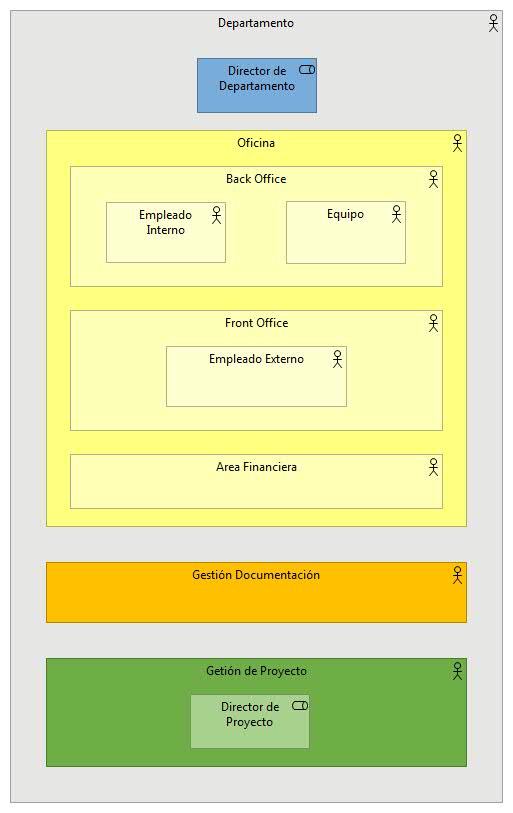 Departamento
Director de
Departamento
Oficina
Back Office
Empleado
Interno
Equipo
Front Office
Empleado Externo
Area Financiera
Gestión Documentación
Getión de Proyecto
Director de
Proyecto